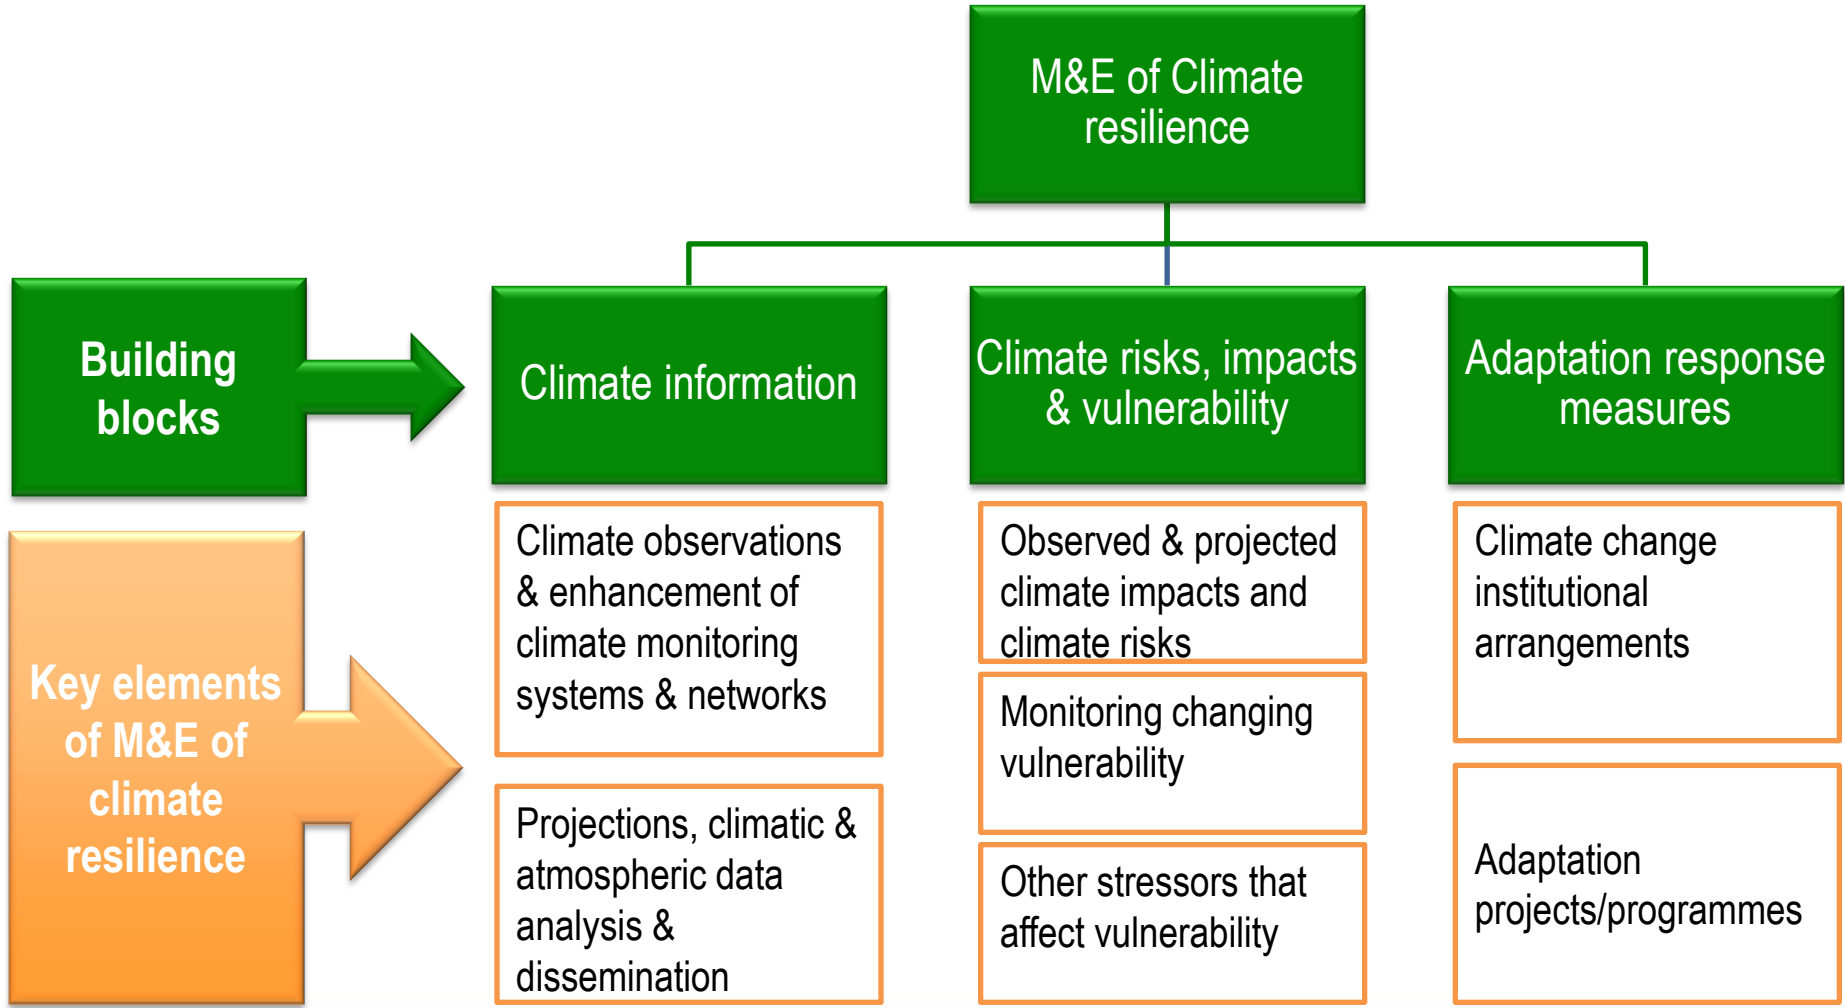 M&E of Climate
resilience
Building
blocks
Climate information
Climate risks, impacts
& vulnerability
Adaptation response
measures
Key elements
of M&E of
climate
resilience
Climate observations
& enhancement of
climate monitoring
systems & networks
Projections, climatic &
atmospheric data
analysis &
dissemination
Observed & projected
climate impacts and
climate risks
Monitoring changing
vulnerability
Other stressors that
affect vulnerability
Climate change
institutional
arrangements
Adaptation
projects/programmes